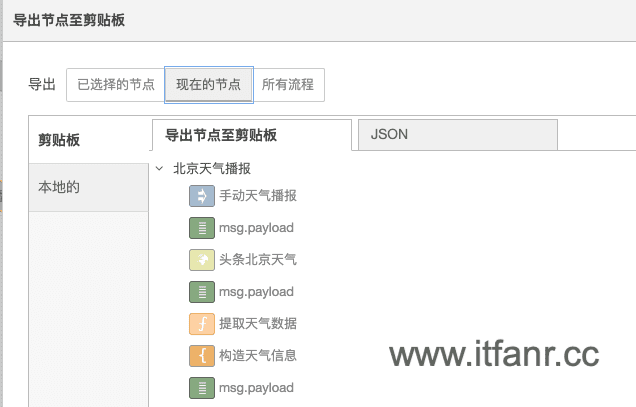 导出节点至剪贴板
导出 已选择的节点 现在的节点 所有流程
剪贴板 导出节点至剪贴板 JSON
本地的
北京天气播报
手动天气播报
msg.payload
头条北京天气
msg.payload
提取天气数据
构造天气信息
msg.payload
www.itfanr.cc